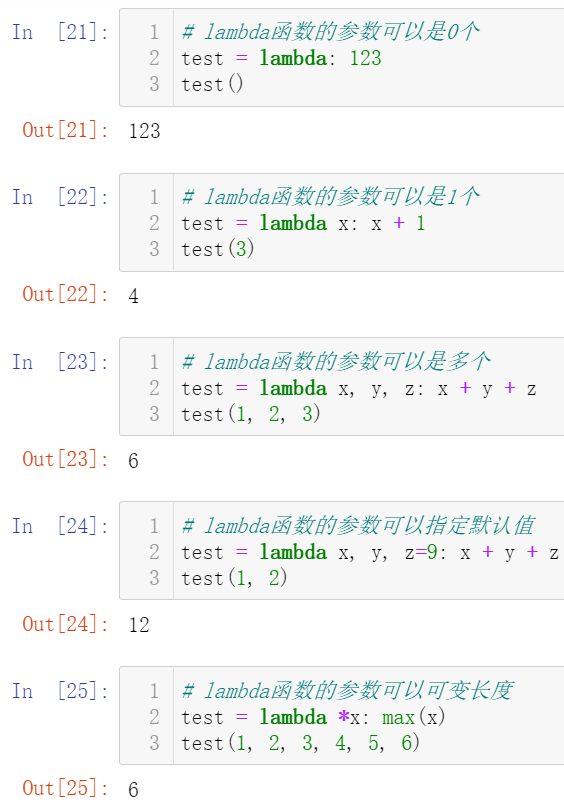 In [21]:
1 # lambda函数的参数可以是0个
2 test = lambda: 123
3 test()
Out[21]: 123
In [22]:
1 # lambda函数的参数可以是1个
2 test = lambda x: x + 1
3 test(3)
Out[22]: 4
In [23]:
1 # lambda函数的参数可以是多个
2 test = lambda x, y, z: x + y + z
3 test(1, 2, 3)
Out[23]: 6
In [24]:
1 # lambda函数的参数可以指定默认值
2 test = lambda x, y, z=9: x + y + z
3 test(1, 2)
Out[24]: 12
In [25]:
1 # lambda函数的参数可以可变长度
2 test = lambda *x: max(x)
3 test(1, 2, 3, 4, 5, 6)
Out[25]: 6